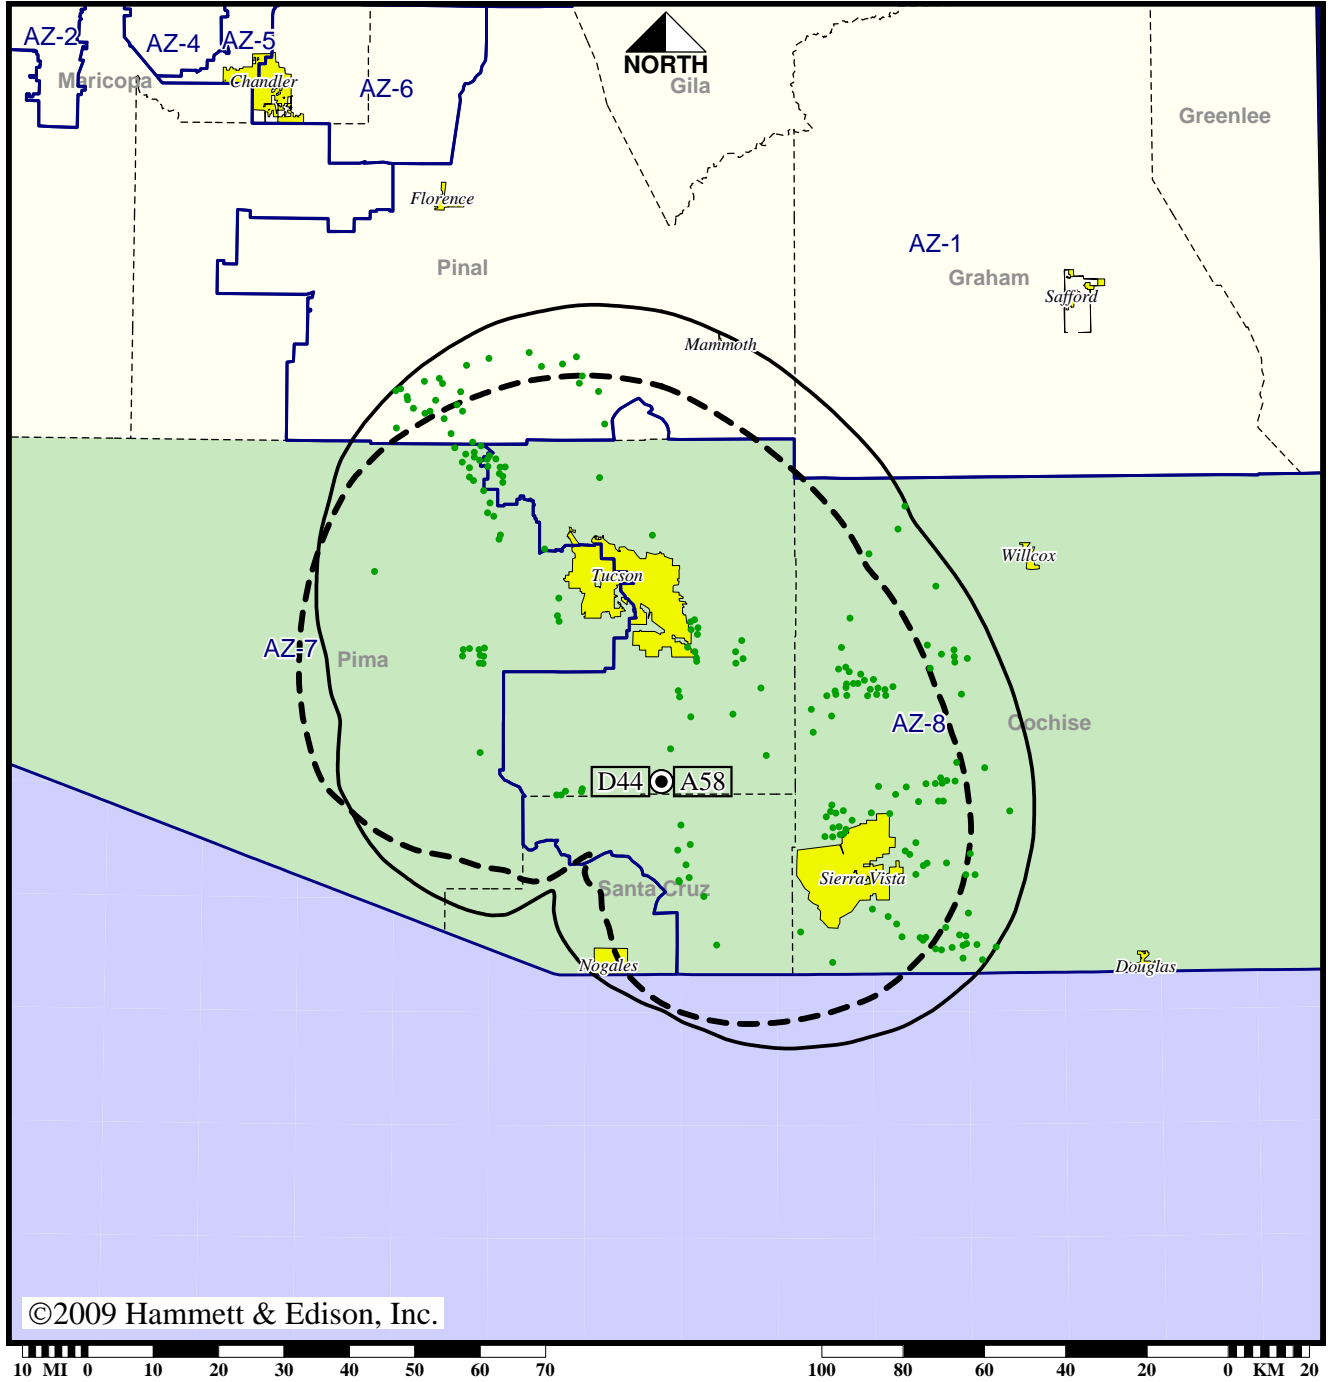 AZ-2
AZ-4
AZ-5
Maricopa
Chandler
AZ-6
NORTH
Gila
Greenlee
Florence
Pinal
AZ-1
Graham
Safford
Mammoth
Tucson
Willcox
AZ-7
Pima
AZ-8
Cochise
D44
A58
Sierra Vista
Santa Cruz
Nogales
Douglas
©2009 Hammett & Edison, Inc.
10 MI 0 10 20 30 40 50 60 70 100 80 60 40 20 0 KM 20